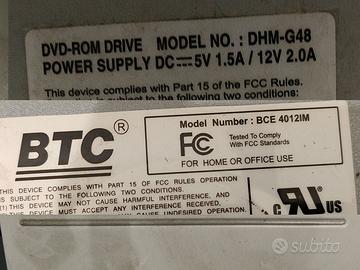 DVD-ROM DRIVE MODEL NO. : DHM-G48
POWER SUPPLY DC⎓5V 1.5A / 12V 2.0A
This device complies with Part 15 of the FCC Rules.
BTC®
Model Number : BCE 4012IM
FC Tested To Comply
With FCC Standards
FOR HOME OR OFFICE USE
THIS DEVICE COMPLIES WITH PART 15 OF FCC RULES OPERATION
SUBJECT TO THE FOLLOWING TWO CONDITIONS.
THIS DEVICE MAY NOT CAUSE HARMFUL INTERFERENCE, AND
THIS DEVICE MUST ACCEPT ANY INTERFERENCE RECEIVED,
CAUSE UNDESIRED OPERATION.
c RU US
subito